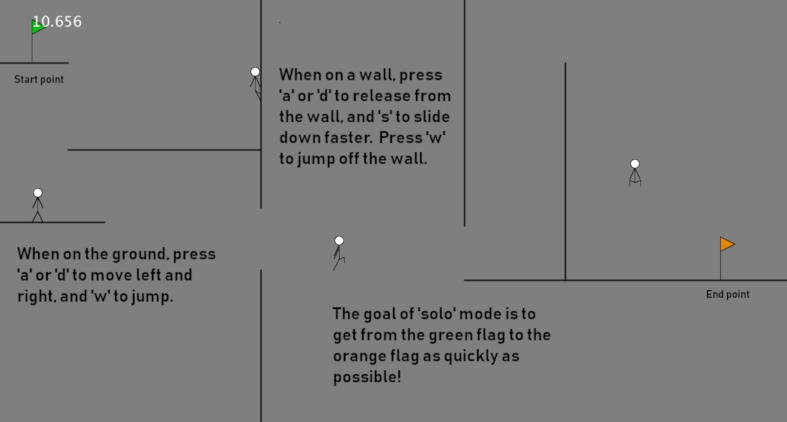 10.656
Start point
When on a wall, press
'a' or 'd' to release from
the wall, and 's' to slide
down faster. Press 'w'
to jump off the wall.
When on the ground, press
'a' or 'd' to move left and
right, and 'w' to jump.
The goal of 'solo' mode is to
get from the green flag to the
orange flag as quickly as
possible!
End point